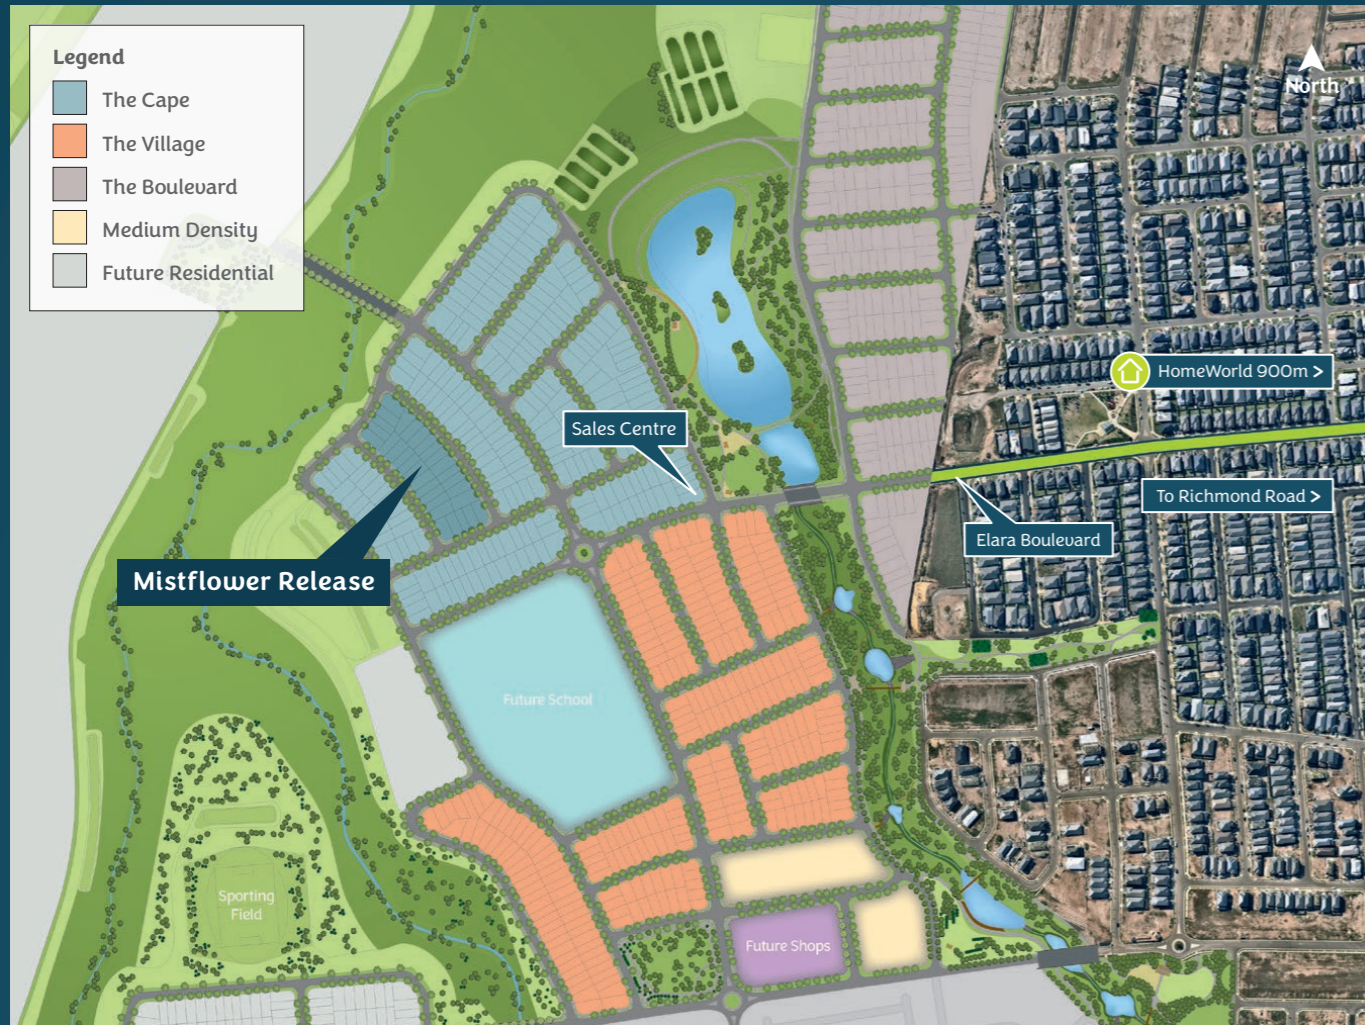 Legend
The Cape
The Village
The Boulevard
Medium Density
Future Residential
North
HomeWorld 900m >
Sales Centre
To Richmond Road >
Elara Boulevard
Mistflower Release
Future School
Sporting
Field
Future Shops